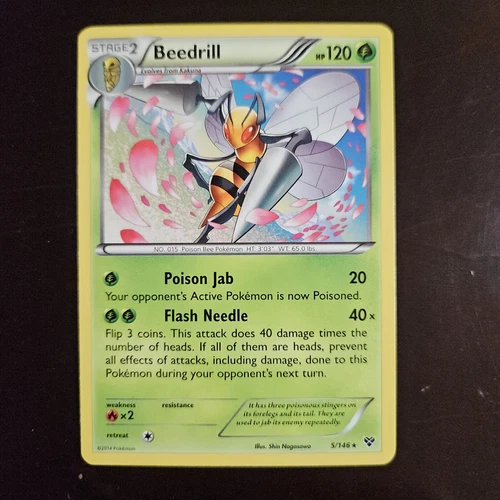 STAGE2 Beedrill HP120
Evolves from Kakuna
NO. 015 Poison Bee Pokémon HT: 3'03" WT: 65.0 lbs.
Poison Jab 20
Your opponent's Active Pokémon is now Poisoned.
Flash Needle 40x
Flip 3 coins. This attack does 40 damage times the
number of heads. If all of them are heads, prevent
all effects of attacks, including damage, done to this
Pokémon during your opponent's next turn.
weakness resistance
×2
retreat
It has three poisonous stingers on
its forelegs and its tail. They are
used to jab its enemy repeatedly.
©2014 Pokémon
Illus. Shin Nagasawa
5/146 ★
XY